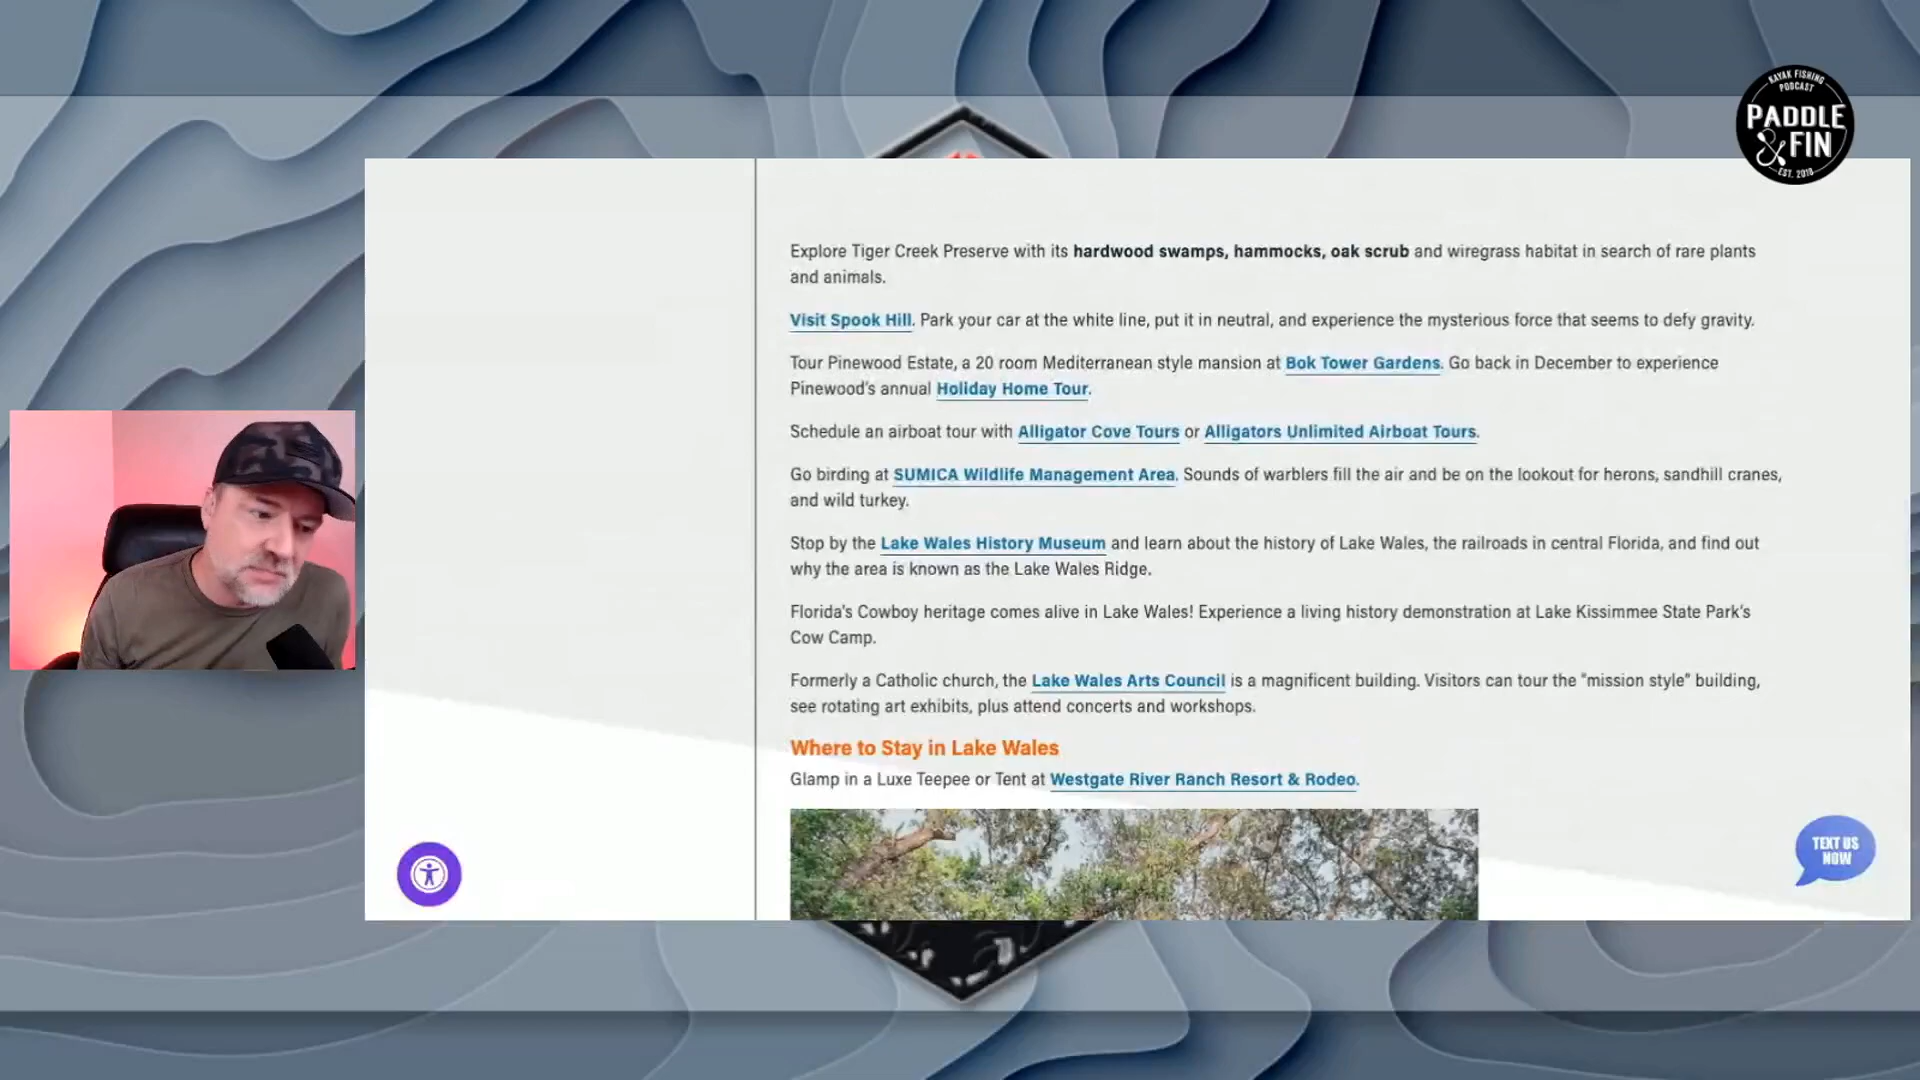 KAYAK FISHING
PODCAST
PADDLE
& FIN
EST. 2018
Explore Tiger Creek Preserve with its hardwood swamps, hammocks, oak scrub and wiregrass habitat in search of rare plants
and animals.
Visit Spook Hill. Park your car at the white line, put it in neutral, and experience the mysterious force that seems to defy gravity.
Tour Pinewood Estate, a 20 room Mediterranean style mansion at Bok Tower Gardens. Go back in December to experience
Pinewood's annual Holiday Home Tour.
Schedule an airboat tour with Alligator Cove Tours or Alligators Unlimited Airboat Tours.
Go birding at SUMICA Wildlife Management Area. Sounds of warblers fill the air and be on the lookout for herons, sandhill cranes,
and wild turkey.
Stop by the Lake Wales History Museum and learn about the history of Lake Wales, the railroads in central Florida, and find out
why the area is known as the Lake Wales Ridge.
Florida's Cowboy heritage comes alive in Lake Wales! Experience a living history demonstration at Lake Kissimmee State Park's
Cow Camp.
Formerly a Catholic church, the Lake Wales Arts Council is a magnificent building. Visitors can tour the "mission style" building,
see rotating art exhibits, plus attend concerts and workshops.
Where to Stay in Lake Wales
Glamp in a Luxe Teepee or Tent at Westgate River Ranch Resort & Rodeo.
TEXT US
NOW